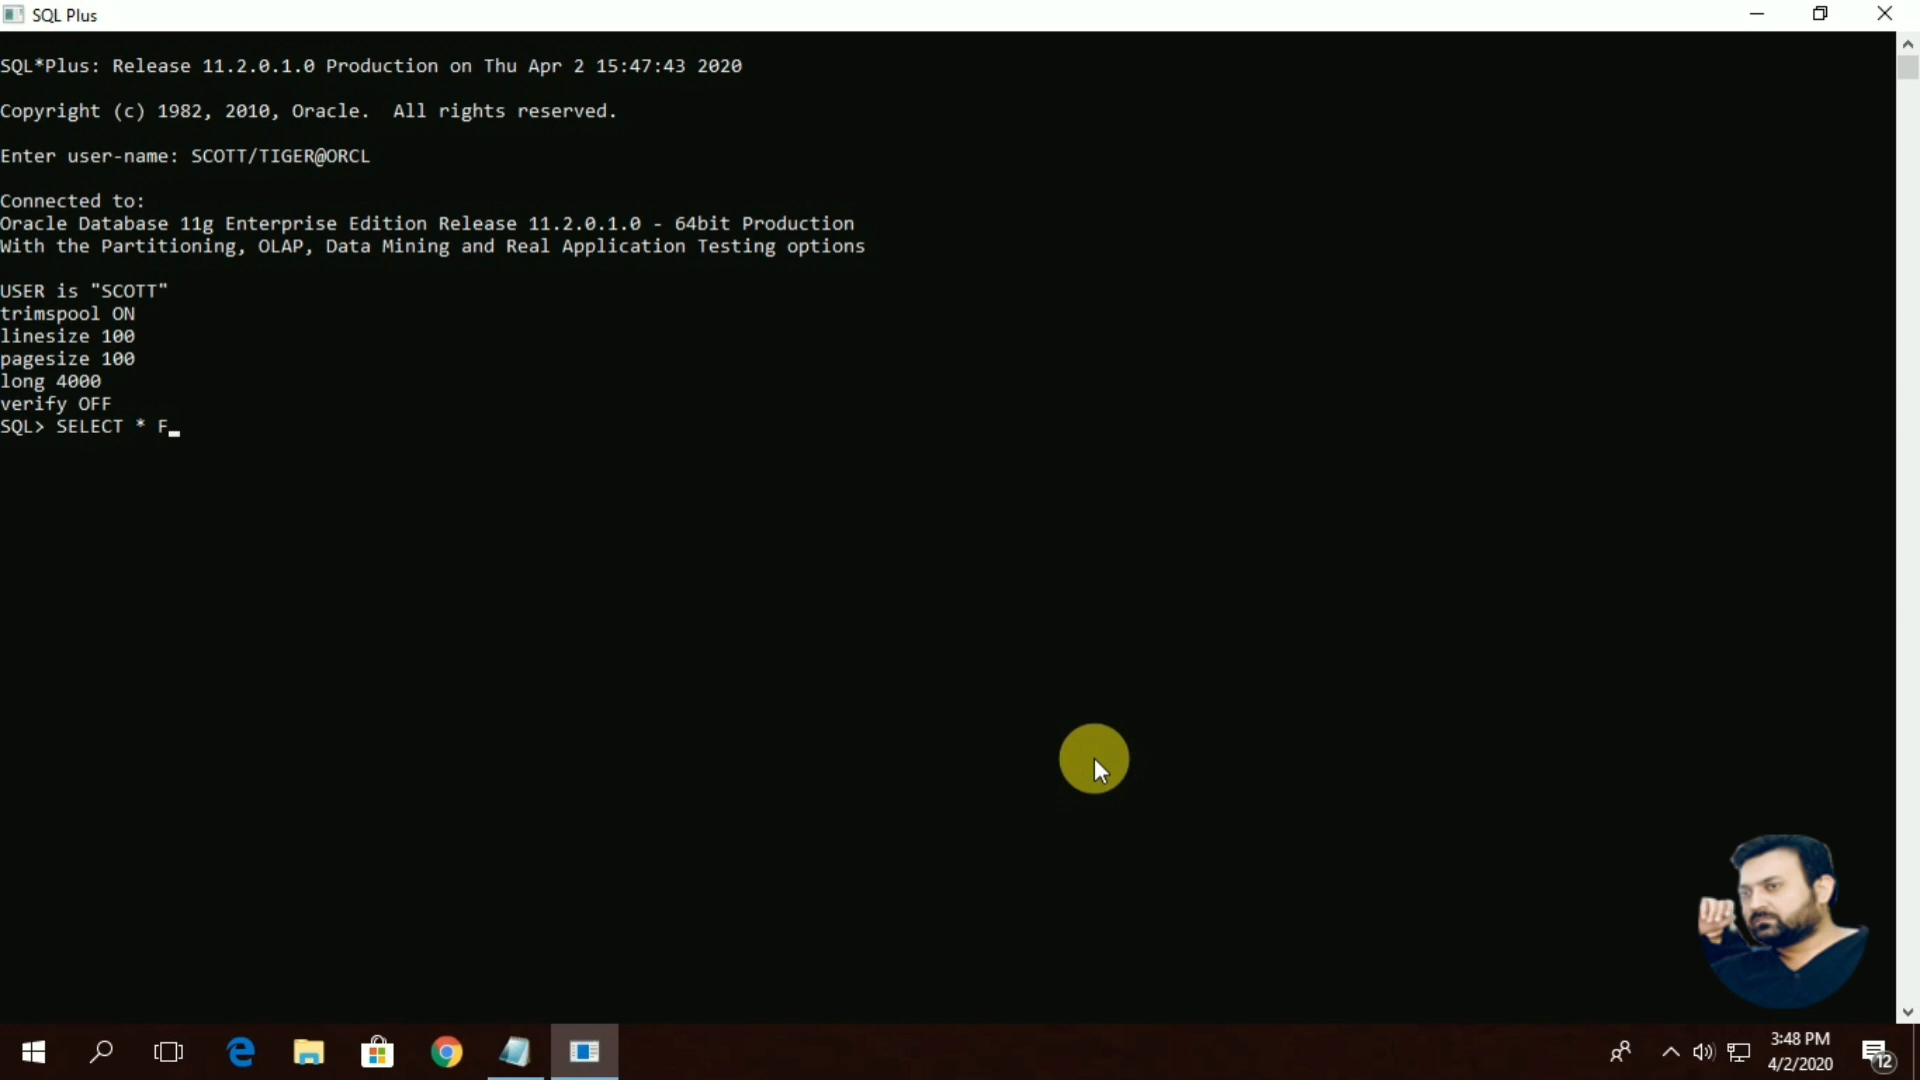 SQL Plus
SQL*Plus: Release 11.2.0.1.0 Production on Thu Apr 2 15:47:43 2020
Copyright (c) 1982, 2010, Oracle.  All rights reserved.
Enter user-name: SCOTT/TIGER@ORCL
Connected to:
Oracle Database 11g Enterprise Edition Release 11.2.0.1.0 - 64bit Production
With the Partitioning, OLAP, Data Mining and Real Application Testing options
USER is "SCOTT"
trimspool ON
linesize 100
pagesize 100
long 4000
verify OFF
SQL> SELECT * F_
3:48 PM
4/2/2020
12